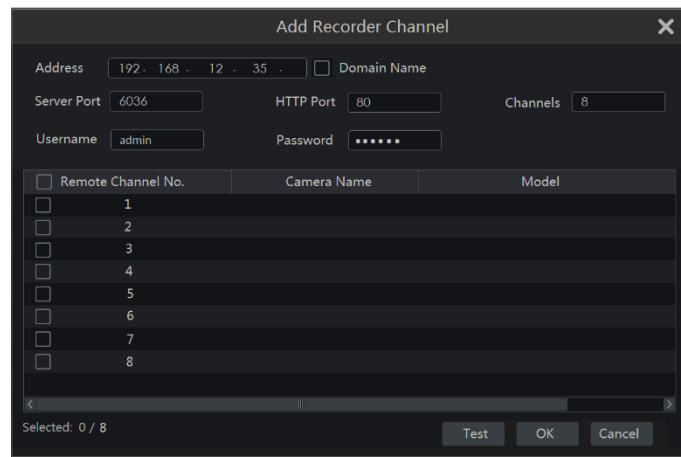 Add Recorder Channel
Address 192 . 168 . 12 . 35 . Domain Name
Server Port 6036 HTTP Port 80 Channels 8
Username admin Password ••••••
Remote Channel No. Camera Name Model
1
2
3
4
5
6
7
8
Selected: 0 / 8
Test OK Cancel